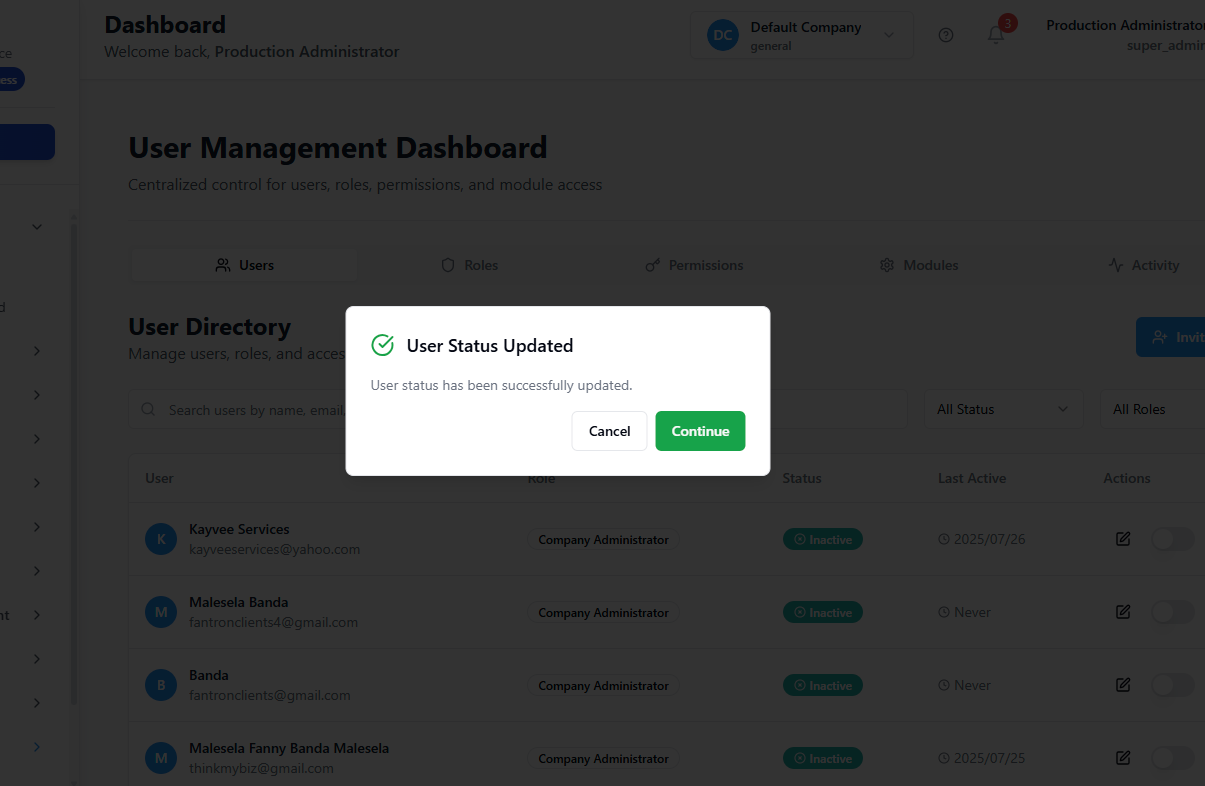 Dashboard
Welcome back, Production Administrator
DC
Default Company
general
3
Production Administrator
super_admin
ce
ess
User Management Dashboard
Centralized control for users, roles, permissions, and module access
Users
Roles
Permissions
Modules
Activity
d
User Directory
Manage users, roles, and acces
Invit
User Status Updated
User status has been successfully updated.
Cancel
Continue
Search users by name, email,
All Status
All Roles
User
Role
Status
Last Active
Actions
K
Kayvee Services
kayveeservices@yahoo.com
Company Administrator
Inactive
2025/07/26
M
Malesela Banda
fantronclients4@gmail.com
Company Administrator
Inactive
Never
nt
B
Banda
fantronclients@gmail.com
Company Administrator
Inactive
Never
M
Malesela Fanny Banda Malesela
thinkmybiz@gmail.com
Company Administrator
Inactive
2025/07/25